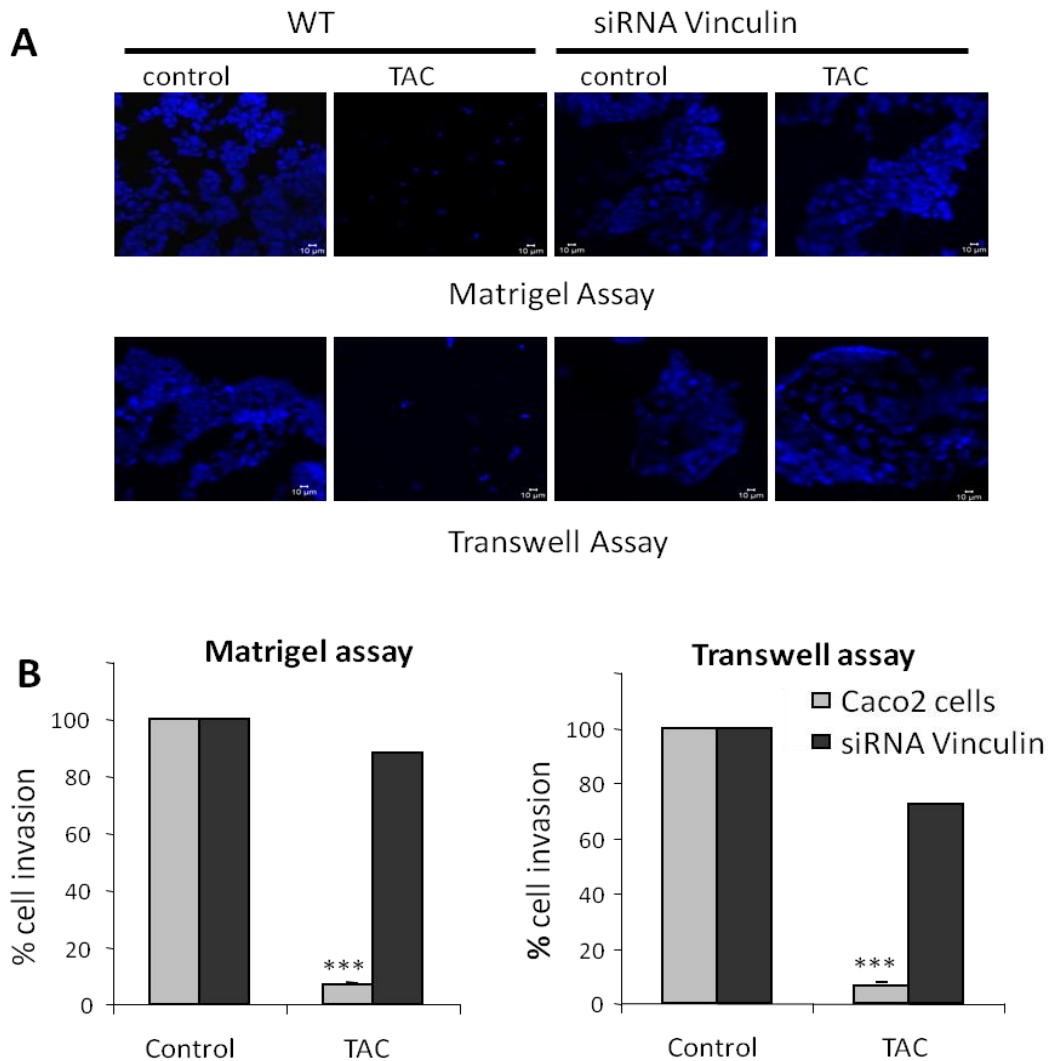 A
WT siRNA Vinculin
control TAC control TAC
10 µm 10 µm 10 µm 10 µm
Matrigel Assay
10 µm 10 µm 10 µm 10 µm
Transwell Assay
B
Matrigel assay
% cell invasion
100
80
60
40
20
0
***
Control TAC
Transwell assay
Caco2 cells
siRNA Vinculin
% cell invasion
100
80
60
40
20
0
***
Control TAC